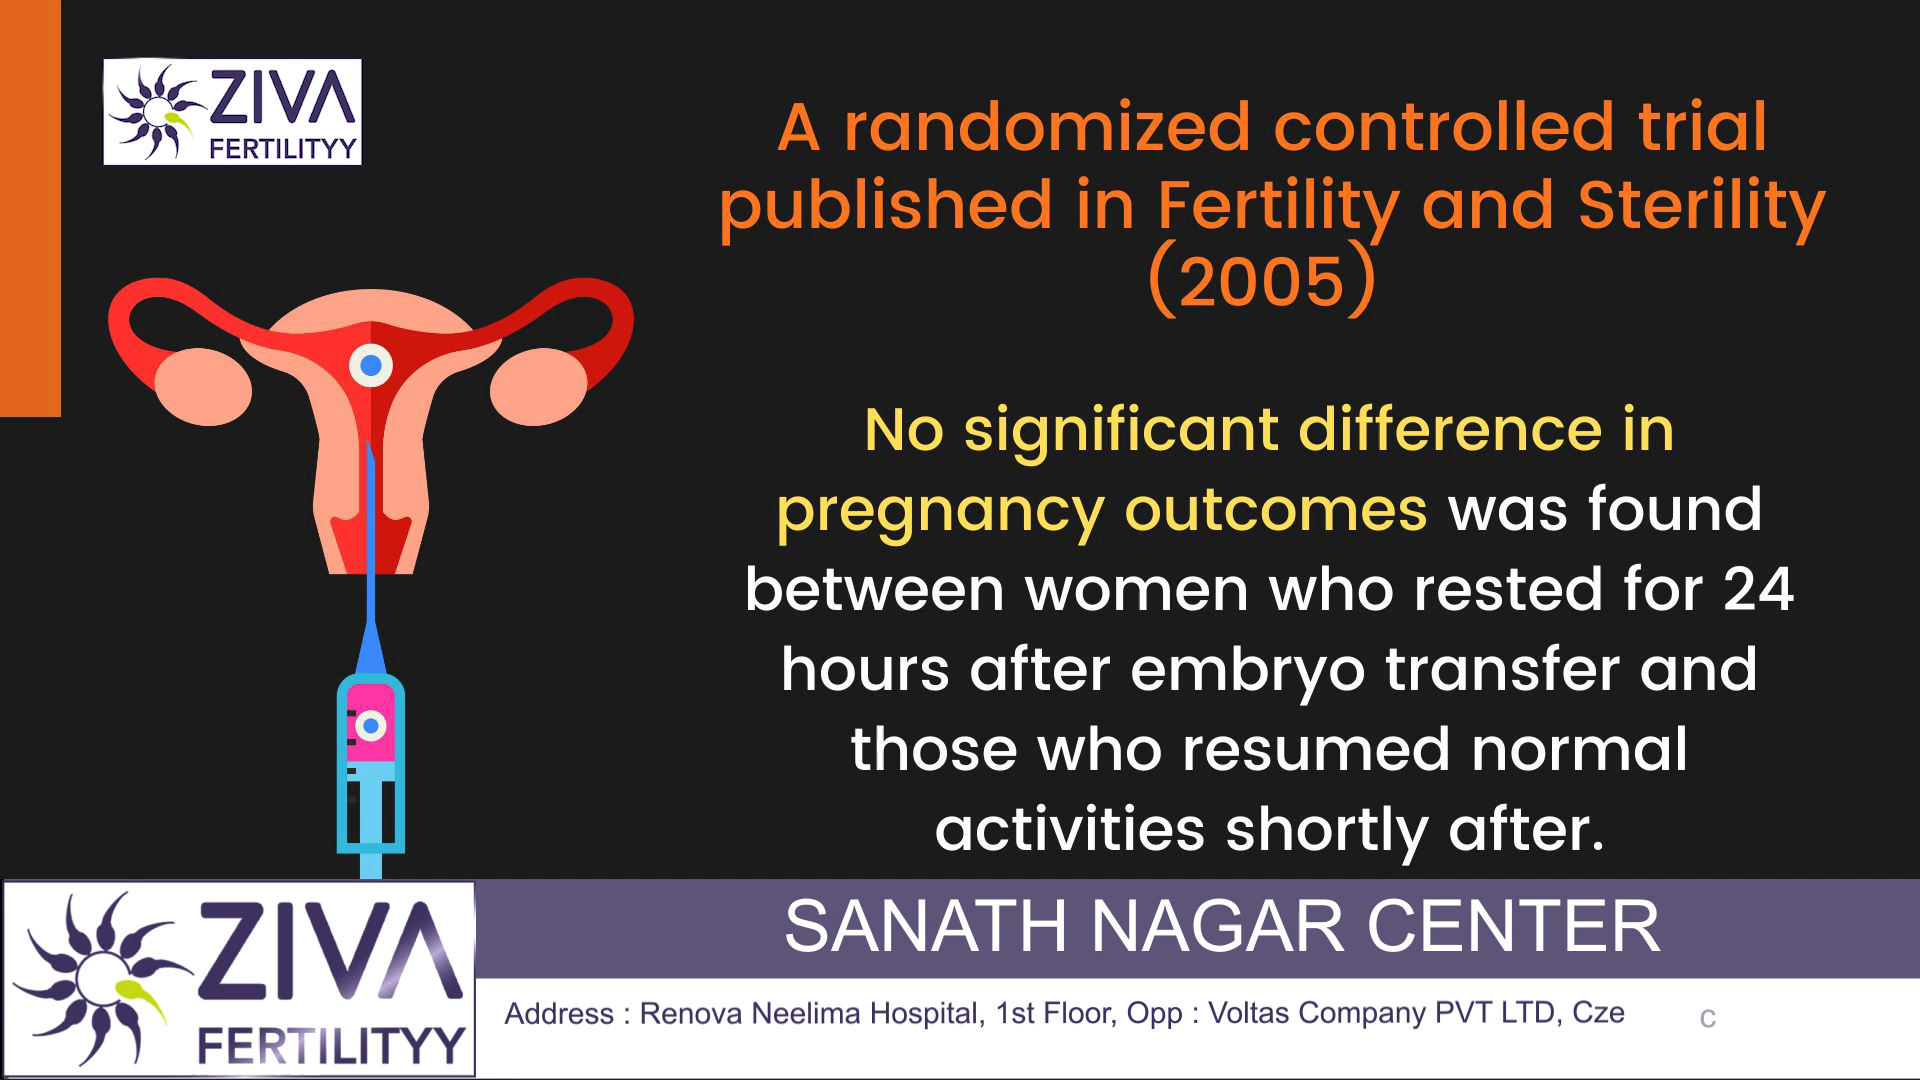 ZIVA
FERTILITYY
A randomized controlled trial
published in Fertility and Sterility
(2005)
No significant difference in
pregnancy outcomes was found
between women who rested for 24
hours after embryo transfer and
those who resumed normal
activities shortly after.
ZIVA
FERTILITYY
SANATH NAGAR CENTER
Address : Renova Neelima Hospital, 1st Floor, Opp : Voltas Company PVT LTD, Cze c